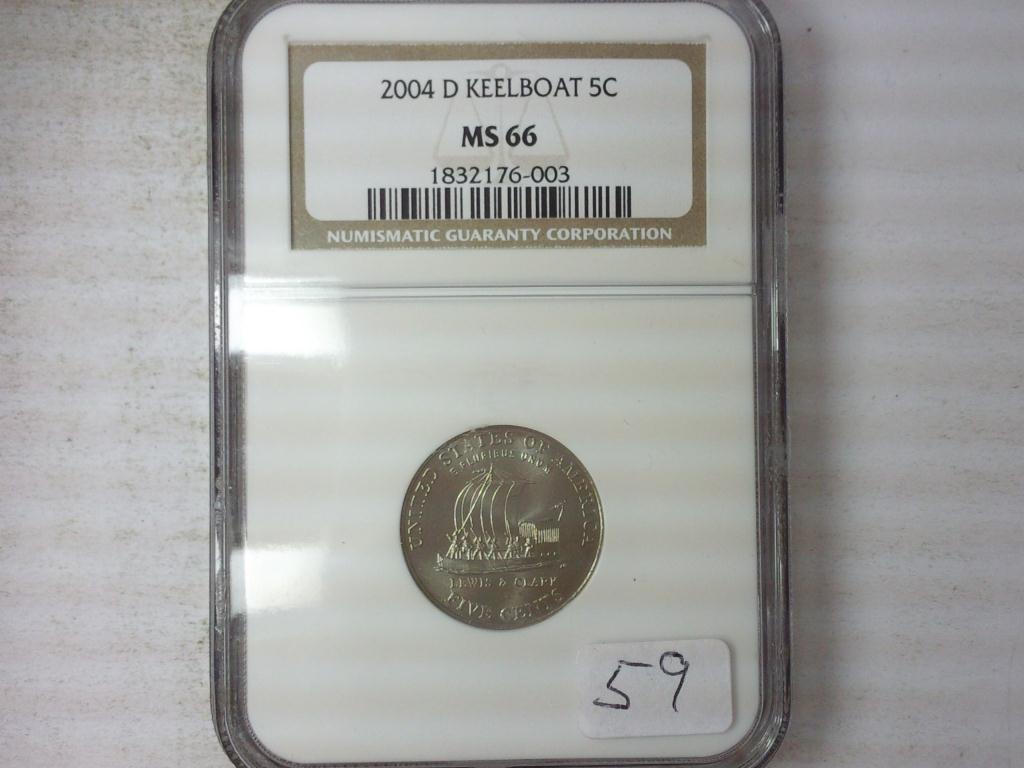 2004 D KEELBOAT 5C
MS 66
1832176-003
NUMISMATIC GUARANTY CORPORATION
UNITED STATES OF AMERICA
E PLURIBUS UNUM
LEWIS & CLARK
FIVE CENTS
59